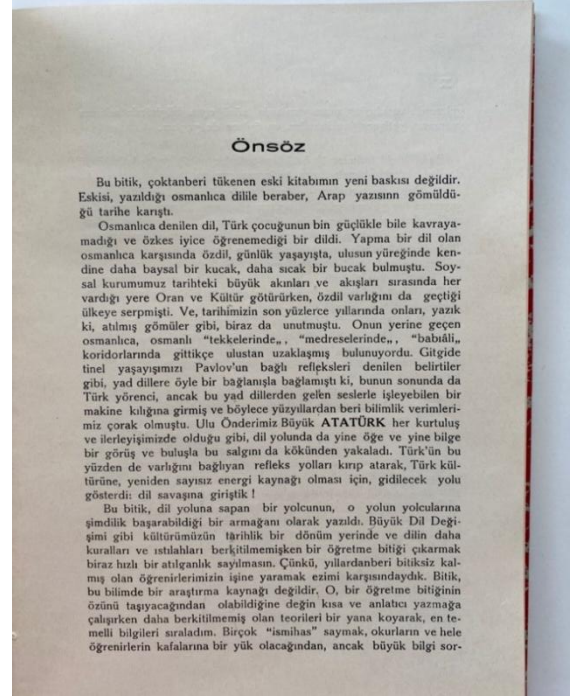 Önsöz
Bu bitik, çoktanberi tükenen eski kitabımın yeni baskısı değildir.
Eskisi, yazıldığı osmanlıca dilile beraber, Arap yazısınn gömüldü-
ğü tarihe karıştı.
Osmanlıca denilen dil, Türk çocuğunun bin güçlükle bile kavraya-
madığı ve özkes iyice öğrenemediği bir dildi. Yapma bir dil olan
osmanlıca karşısında özdil, günlük yaşayışta, ulusun yüreğinde ken-
dine daha baysal bir kucak, daha sıcak bir bucak bulmuştu. Soy-
sal kurumumuz tarihteki büyük akınları ve akışları sırasında her
vardığı yere Oran ve Kültür götürürken, özdil varlığını da geçtiği
ülkeye serpmişti. Ve, tarihimizin son yüzlerce yıllarında onları, yazık
ki, atılmış gömüler gibi, biraz da unutmuştu. Onun yerine geçen
osmanlıca, osmanlı “tekkelerinde„, “medreselerinde„, “babıâli„
koridorlarında gittikçe ulustan uzaklaşmış bulunuyordu. Gitgide
tinel yaşayışımızı Pavlov'un bağlı refleksleri denilen belirtiler
gibi, yad dillere öyle bir bağlanışla bağlamıştı ki, bunun sonunda da
Türk yörenci, ancak bu yad dillerden gelen seslerle işleyebilen bir
makine kılığına girmiş ve böylece yüzyıllardan beri bilimlik verimleri-
miz çorak olmuştu. Ulu Önderimiz Büyük ATATÜRK her kurtuluş
ve ilerleyişimizde olduğu gibi, dil yolunda da yine öğe ve yine bilge
bir görüş ve buluşla bu salgını da kökünden yakaladı. Türk'ün bu
yüzden de varlığını bağlıyan refleks yolları kırıp atarak, Türk kül-
türüne, yeniden sayısız energi kaynağı olması için, gidilecek yolu
gösterdi: dil savaşına giriştik !
Bu bitik, dil yoluna sapan bir yolcunun, o yolun yolcularına
şimdilik başarabildiği bir armağanı olarak yazıldı. Büyük Dil Deği-
şimi gibi kültürümüzün târihlik bir dönüm yerinde ve dilin daha
kuralları ve ıstılahları berkitilmemişken bir öğretme bitiği çıkarmak
biraz hızlı bir atılganlık sayılmasın. Çünkü, yıllardanberi bitiksiz kal-
mış olan öğrenirlerimizin işine yaramak ezimi karşısındaydık. Bitik,
bu bilimde bir araştırma kaynağı değildir. O, bir öğretme bitiğinin
özünü taşıyacağından olabildiğine değin kısa ve anlatıcı yazmağa
çalışırken daha berkitilmemiş olan teorileri bir yana koyarak, en te-
melli bilgileri sıraladım. Birçok “ismihas” saymak, okurların ve hele
öğrenirlerin kafalarına bir yük olacağından, ancak büyük bilgi sor-